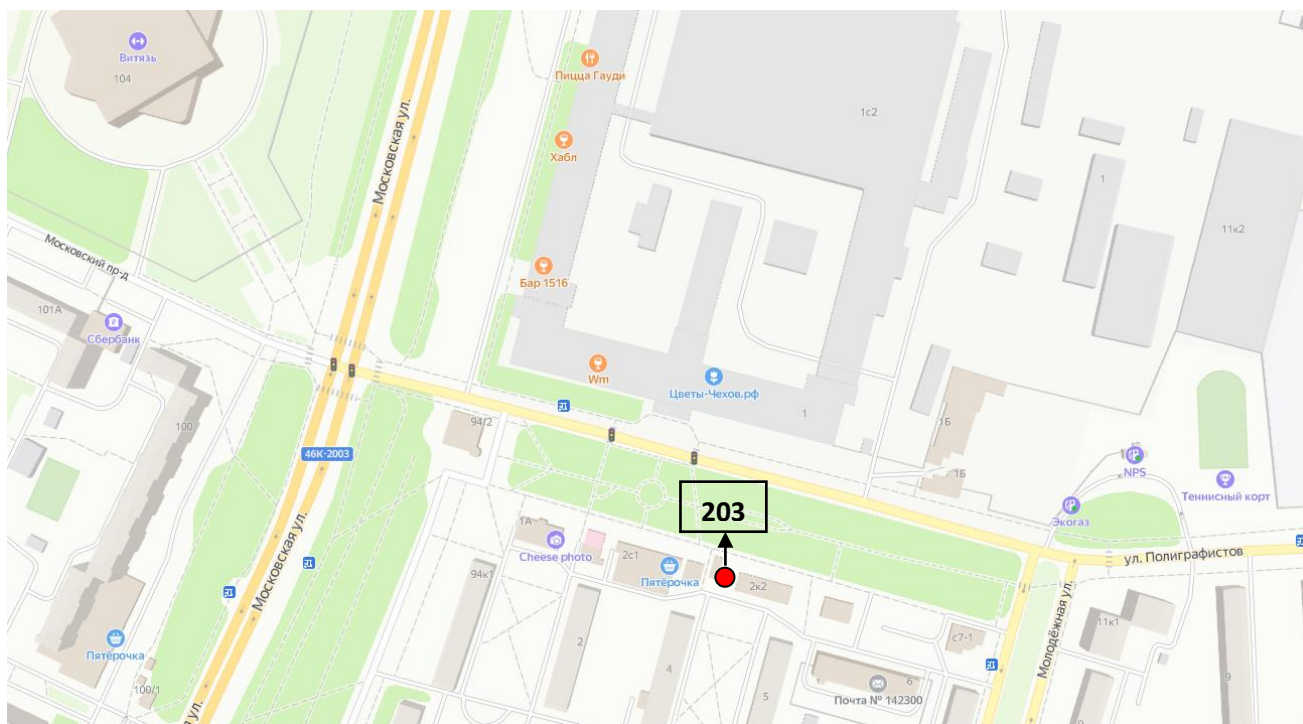 Витязь
104
Пицца Гауди
1с2
Хабл
Московская ул.
1
11к2
Московский пр-д
Бар 1516
101А
Сбербанк
Wm
Цветы-Чехов.рф
1
94/2
1Б
100
46К-2003
1Б
NPS
Теннисный корт
203
Экогаз
1А
Cheese photo
2с1
ул. Полиграфистов
Московская ул.
94к1
Пятёрочка
2к2
Молодёжная ул.
2
11к1
с7-1
Пятёрочка
4
100/1
5
6
9
Почта № 142300